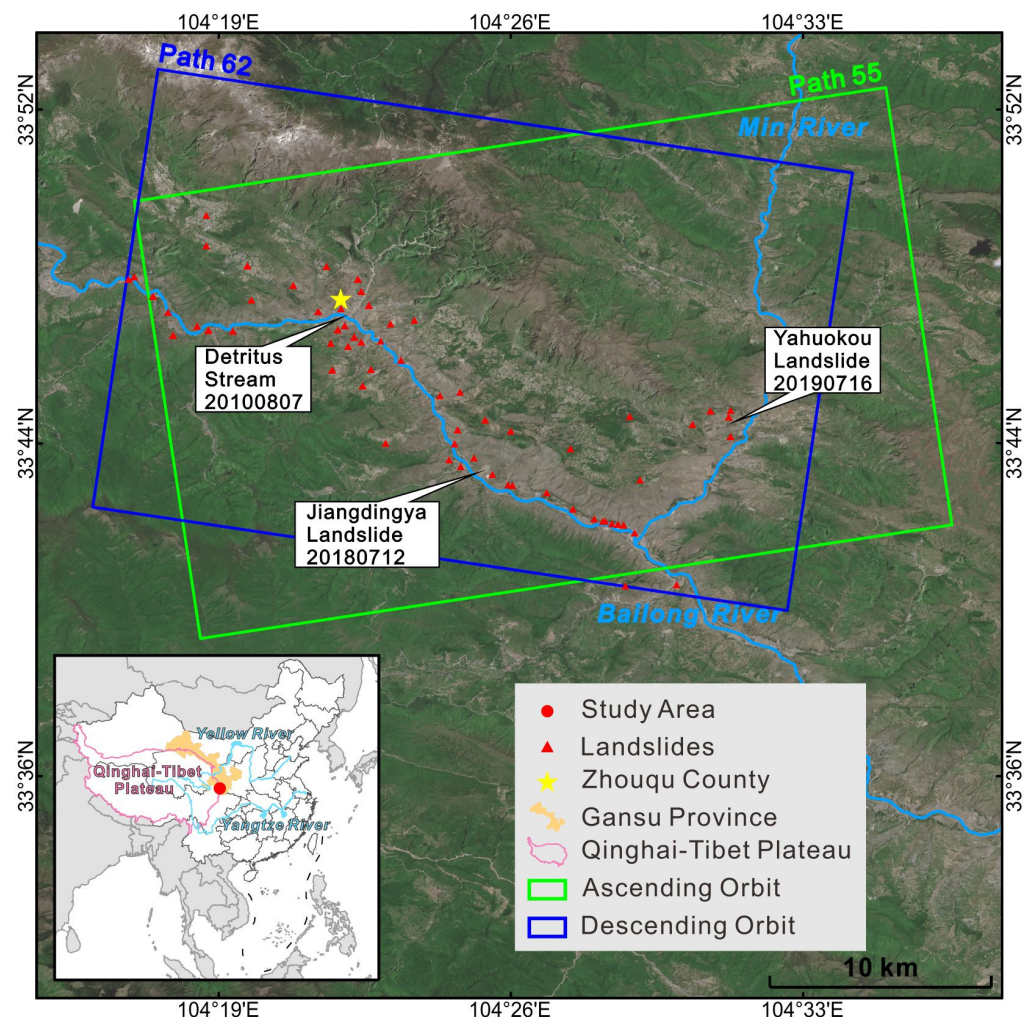 104°19'E
104°26'E
104°33'E
Path 62
Path 55
33°52'N
33°52'N
Min River
Yahuokou
Landslide
20190716
Detritus
Stream
20100807
33°44'N
33°44'N
Jiangdingya
Landslide
20180712
Bailong River
Study Area
Landslides
Zhouqu County
Gansu Province
Qinghai-Tibet Plateau
Ascending Orbit
Descending Orbit
Yellow River
Qinghai-Tibet
Plateau
Yangtze River
33°36'N
33°36'N
10 km
104°19'E
104°26'E
104°33'E